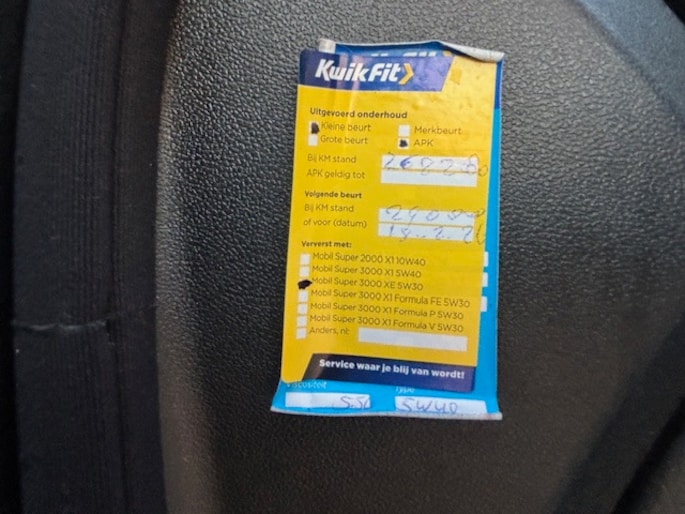 KwikFit
Uitgevoerd onderhoud
Kleine beurt Merkbeurt
Grote beurt APK
Bij KM stand
APK geldig tot
Volgende beurt
Bij KM stand
of voor (datum)
Ververst met:
Mobil Super 2000 X1 10W40
Mobil Super 3000 X1 5W40
Mobil Super 3000 XE 5W30
Mobil Super 3000 X1 Formula FE 5W30
Mobil Super 3000 X1 Formula P 5W30
Mobil Super 3000 X1 Formula V 5W30
Anders, nl:
Service waar je blij van wordt!
Viscositeit Type
5W40